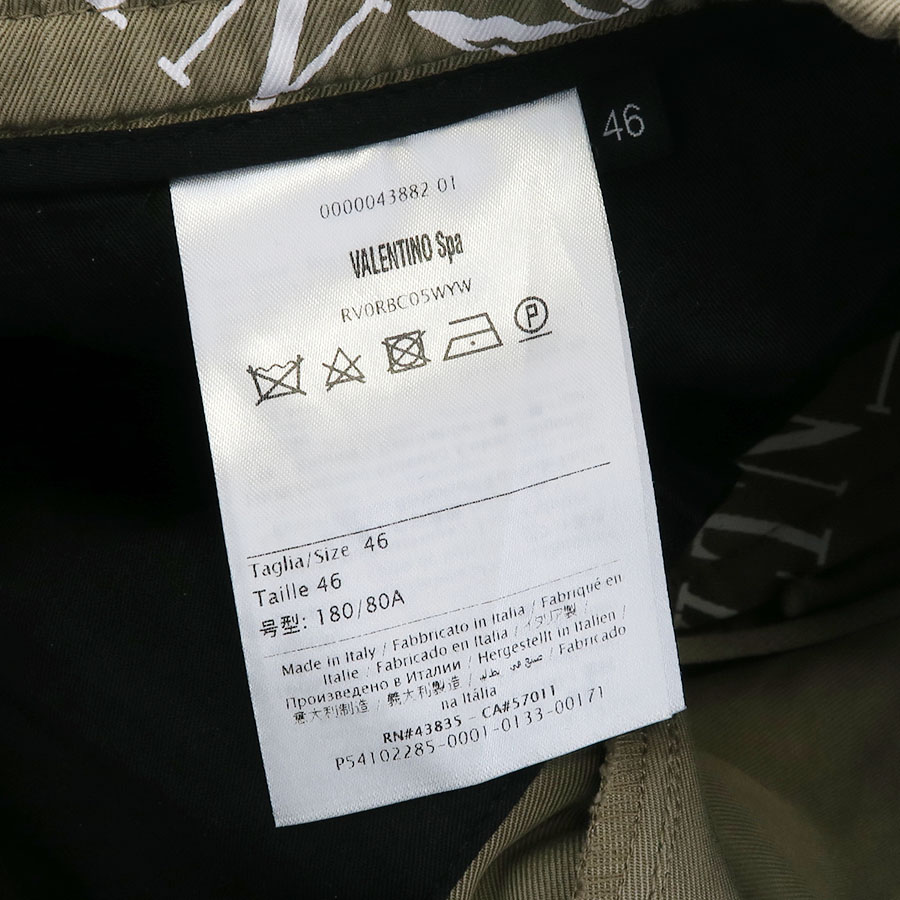 46
0000043882 01
VALENTINO Spa
RV0RBC05WYW
P
Taglia/Size 46
Taille 46
号型: 180/80A
Made in Italy / Fabbricato in Italia / Fabriqué en
Italie / Fabricado en Italia / イタリア製 /
Произведено в Италии / Hergestellt in Italien /
意大利制造 / 義大利製造 / / Fabricado
na Itália
RN#43835 - CA#57011
P54102285-0001-0133-00171